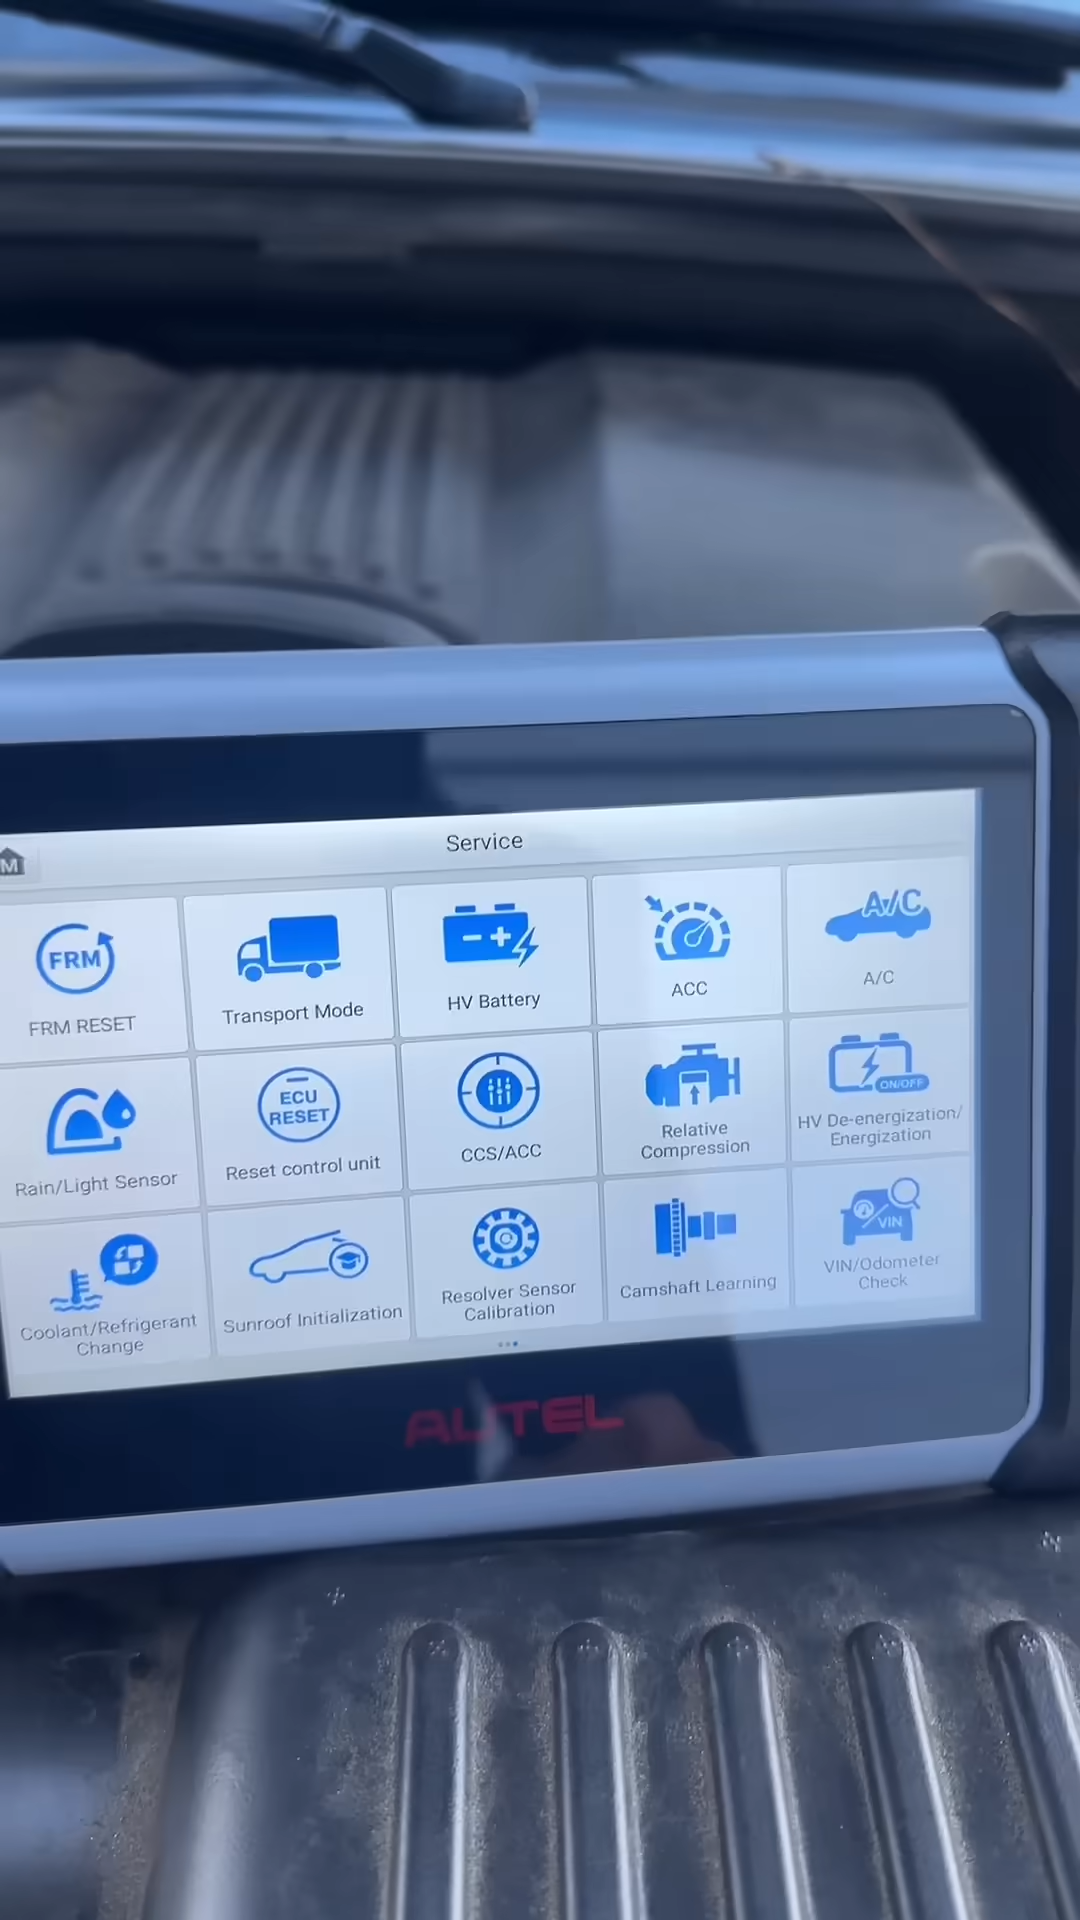 M
Service
FRM
FRM RESET
Transport Mode
HV Battery
ACC
A/C
A/C
Rain/Light Sensor
ECU
RESET
Reset control unit
CCS/ACC
Relative
Compression
ON/OFF
HV De-energization/
Energization
Coolant/Refrigerant
Change
Sunroof Initialization
Resolver Sensor
Calibration
Camshaft Learning
VIN
VIN/Odometer
Check
AUTEL